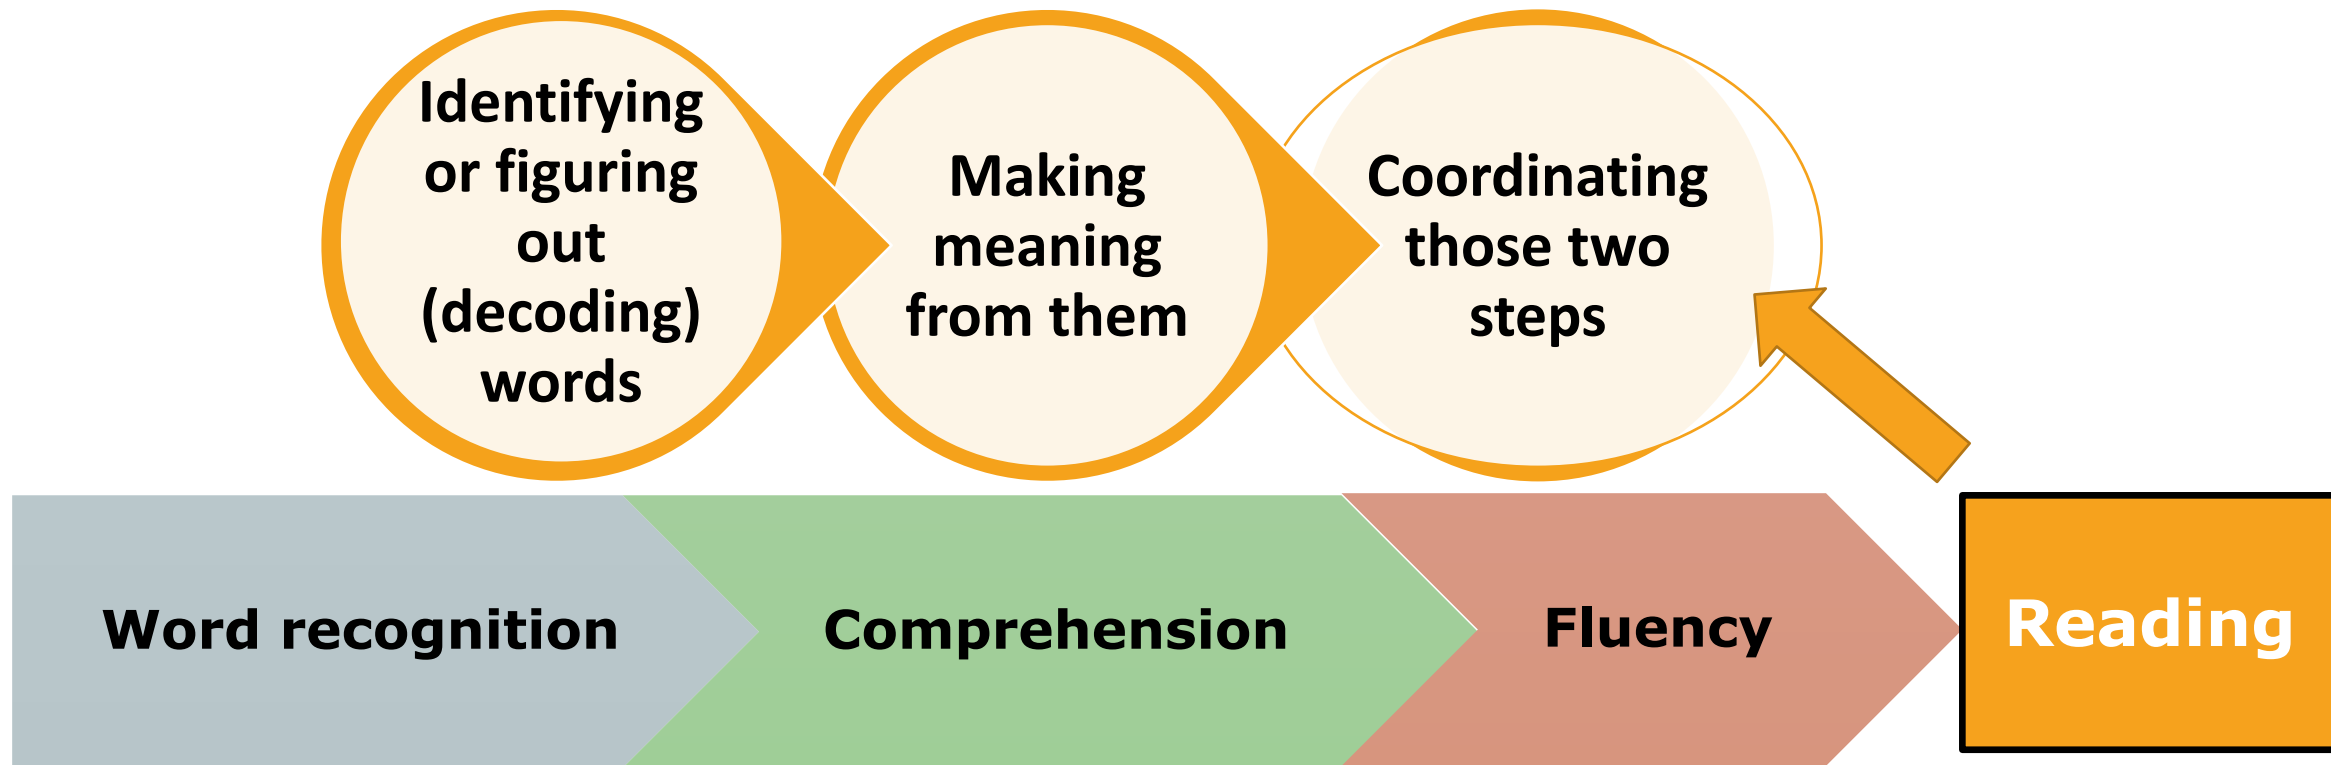 Identifying
or figuring
out
(decoding)
words
Making
meaning
from them
Coordinating
those two
steps
Word recognition
Comprehension
Fluency
Reading